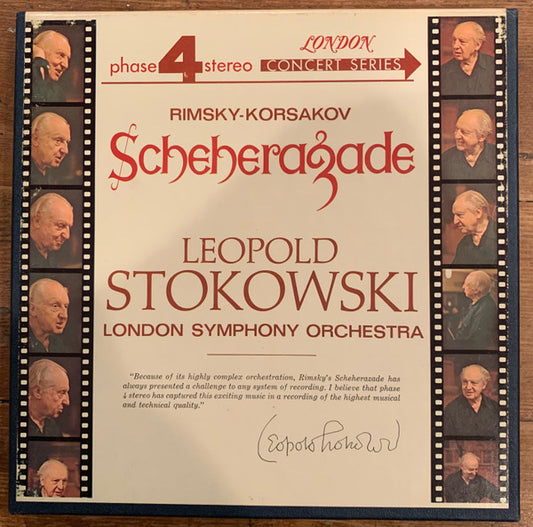 phase 4 stereo
LONDON
CONCERT SERIES
RIMSKY-KORSAKOV
Scheherazade
LEOPOLD
STOKOWSKI
LONDON SYMPHONY ORCHESTRA
"Because of its highly complex orchestration, Rimsky's Scheherazade has
always presented a challenge to any system of recording. I believe that phase
4 stereo has captured this exciting music in a recording of the highest musical
and technical quality."
Leopold Stokowski